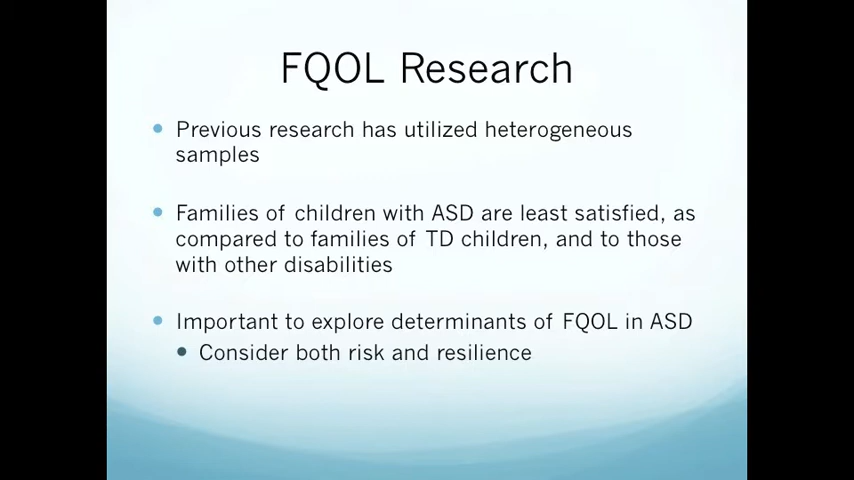 FQOL Research
Previous research has utilized heterogeneous
samples
Families of children with ASD are least satisfied, as
compared to families of TD children, and to those
with other disabilities
Important to explore determinants of FQOL in ASD
Consider both risk and resilience